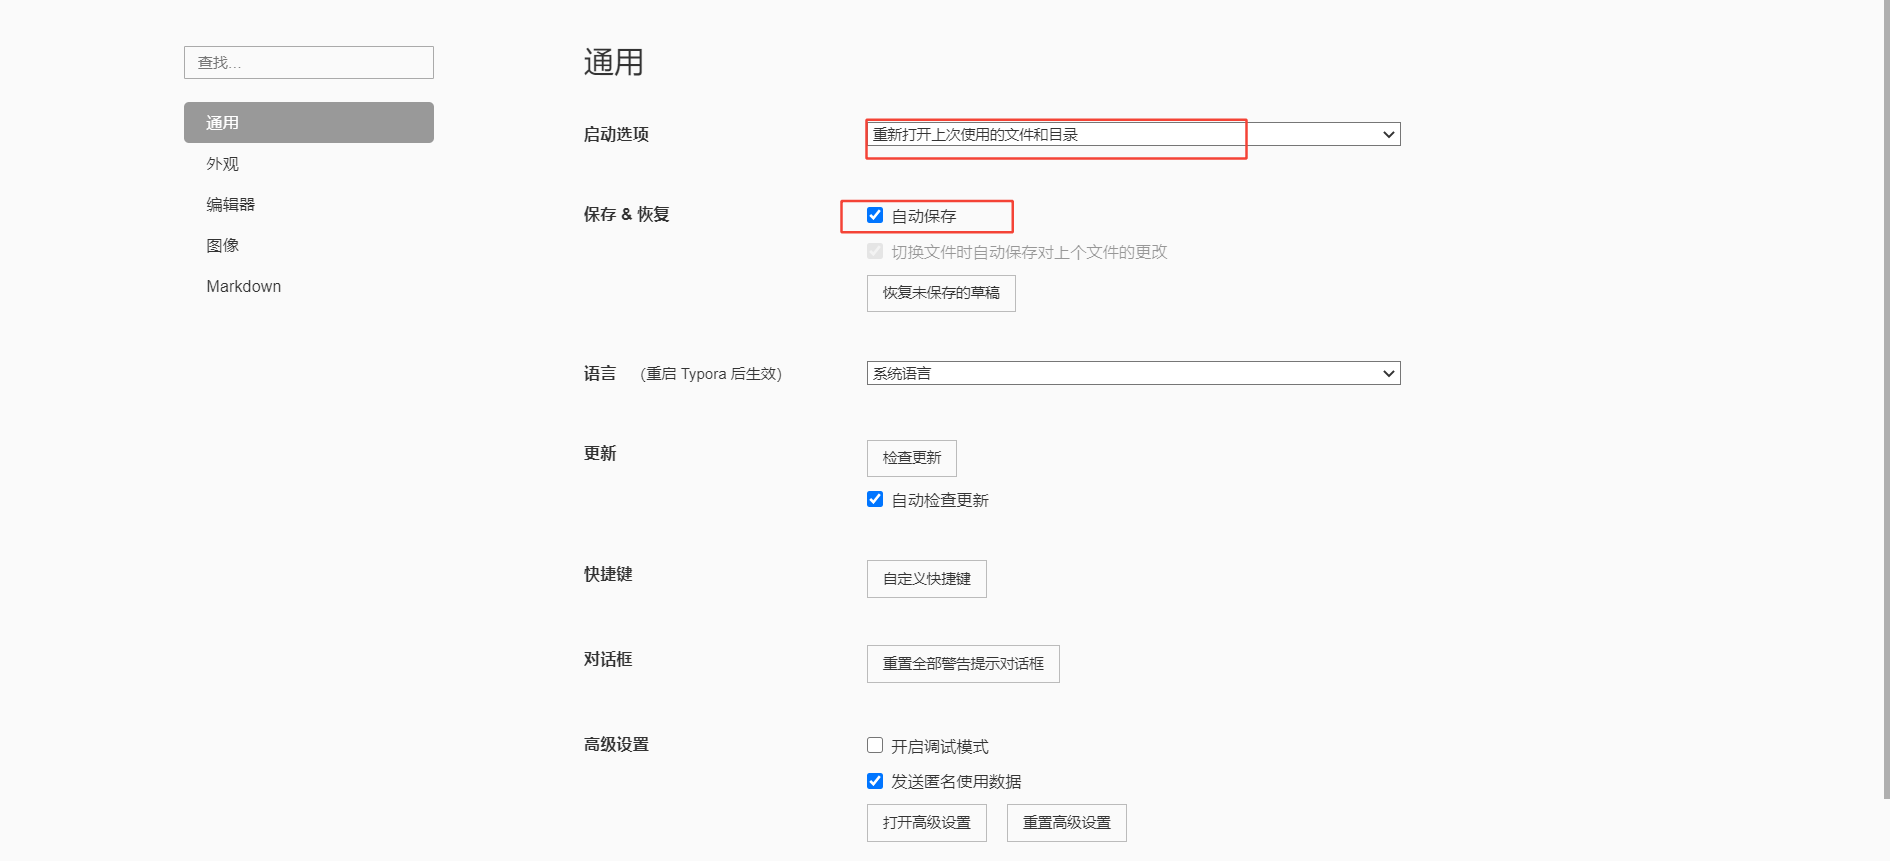 查找...
通用
外观
编辑器
图像
Markdown
通用
启动选项
重新打开上次使用的文件和目录
保存 & 恢复
自动保存
切换文件时自动保存对上个文件的更改
恢复未保存的草稿
语言 (重启 Typora 后生效)
系统语言
更新
检查更新
自动检查更新
快捷键
自定义快捷键
对话框
重置全部警告提示对话框
高级设置
开启调试模式
发送匿名使用数据
打开高级设置
重置高级设置